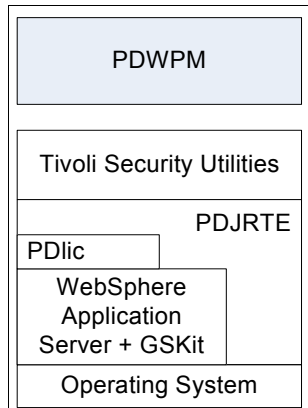 PDWPM
Tivoli Security Utilities
PDJRTE
PDlic
WebSphere
Application
Server + GSKit
Operating System